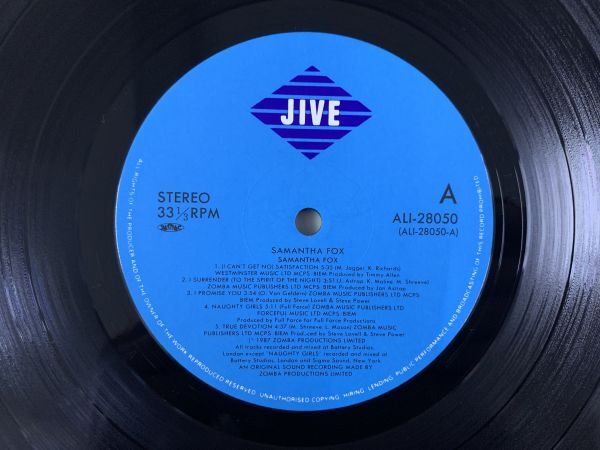 JIVE
STEREO
33 1/3 RPM
A
ALI-28050
(ALI-28050-A)
SAMANTHA FOX
SAMANTHA FOX
1. (I CAN'T GET NO) SATISFACTION 5:35 (M. Jagger K. Richards)
WESTMINSTER MUSIC LTD MCPS/BIEM Produced by Timmy Allen
2. I SURRENDER (TO THE SPIRIT OF THE NIGHT) 3:51 (J. Astrop K. Maline M. Shreeve)
ZOMBA MUSIC PUBLISHERS LTD MCPS/BIEM Produced by Jon Astrop
3. I PROMISE YOU 3:54 (O. Van Geldern) ZOMBA MUSIC PUBLISHERS LTD MCPS/
BIEM Produced by Steve Lovell & Steve Power
4. NAUGHTY GIRLS 5:11 (Full Force) ZOMBA MUSIC PUBLISHERS LTD
FORCEFUL MUSIC LTD MCPS/BIEM
Produced by Full Force for Full Force Productions
5. TRUE DEVOTION 4:37 (M. Shreeve L. Mason) ZOMBA MUSIC
PUBLISHERS LTD MCPS/BIEM Produced by Steve Lovell & Steve Power
℗ 1987 ZOMBA PRODUCTIONS LIMITED
All tracks recorded and mixed at Battery Studios,
London except 'NAUGHTY GIRLS' recorded and mixed at
Battery Studios, London and Sigma Sound, New York.
AN ORIGINAL SOUND RECORDING MADE BY
ZOMBA PRODUCTIONS LIMITED
ALL RIGHTS OF THE PRODUCER AND OF THE OWNER OF THE WORK REPRODUCED RESERVED. UNAUTHORISED COPYING, HIRING, LENDING, PUBLIC PERFORMANCE AND BROADCASTING OF THIS RECORD PROHIBITED.